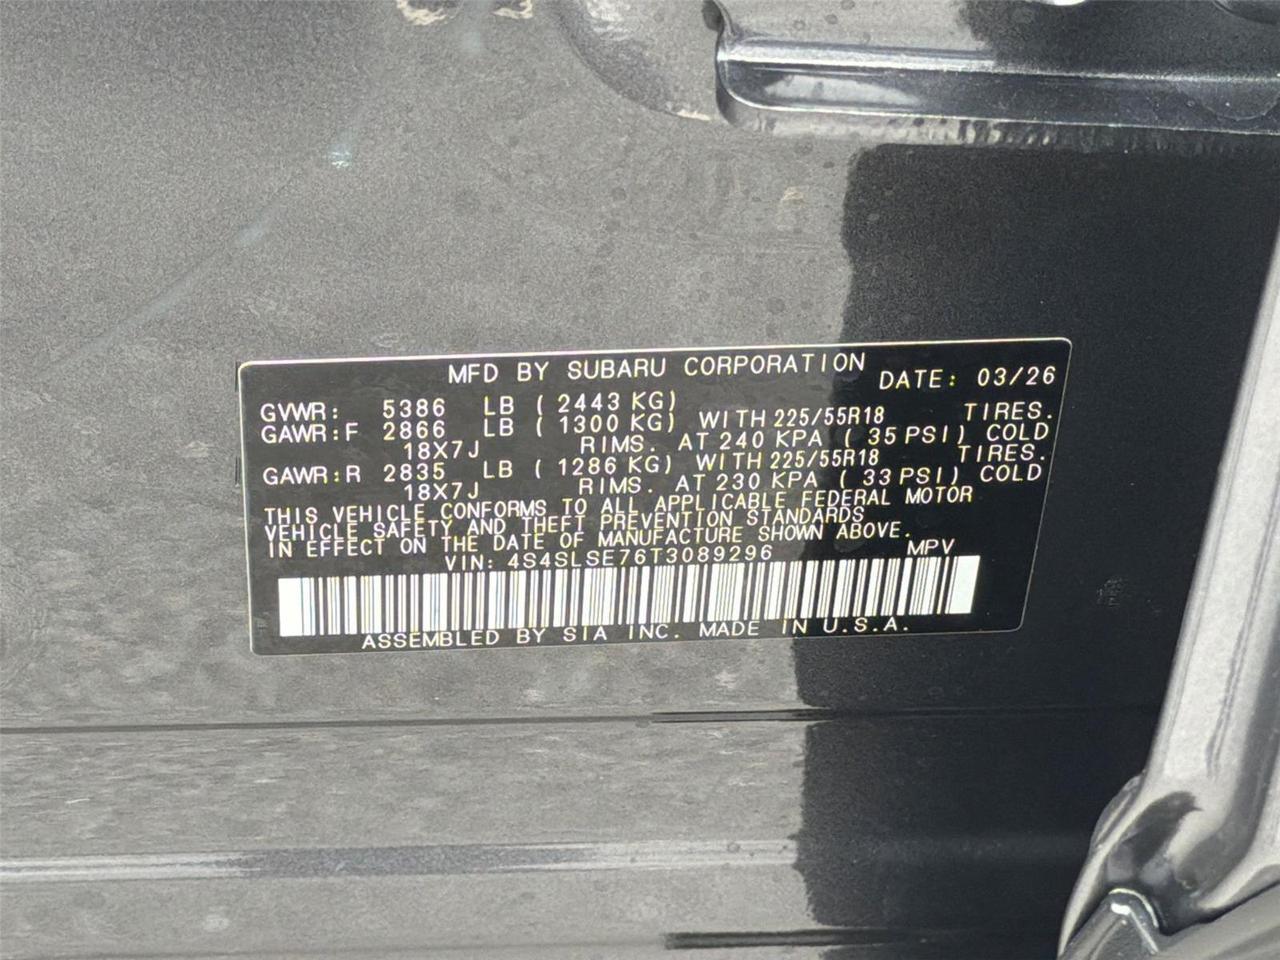 MFD BY SUBARU CORPORATION DATE: 03/26
GVWR: 5386 LB ( 2443 KG)
GAWR:F 2866 LB ( 1300 KG) WITH 225/55R18 TIRES.
18X7J RIMS. AT 240 KPA ( 35 PSI) COLD
GAWR:R 2835 LB ( 1286 KG) WITH 225/55R18 TIRES.
18X7J RIMS. AT 230 KPA ( 33 PSI) COLD
THIS VEHICLE CONFORMS TO ALL APPLICABLE FEDERAL MOTOR
VEHICLE SAFETY AND THEFT PREVENTION STANDARDS
IN EFFECT ON THE DATE OF MANUFACTURE SHOWN ABOVE.
VIN: 4S4SLSE76T3089296 MPV
ASSEMBLED BY SIA INC. MADE IN U.S.A.